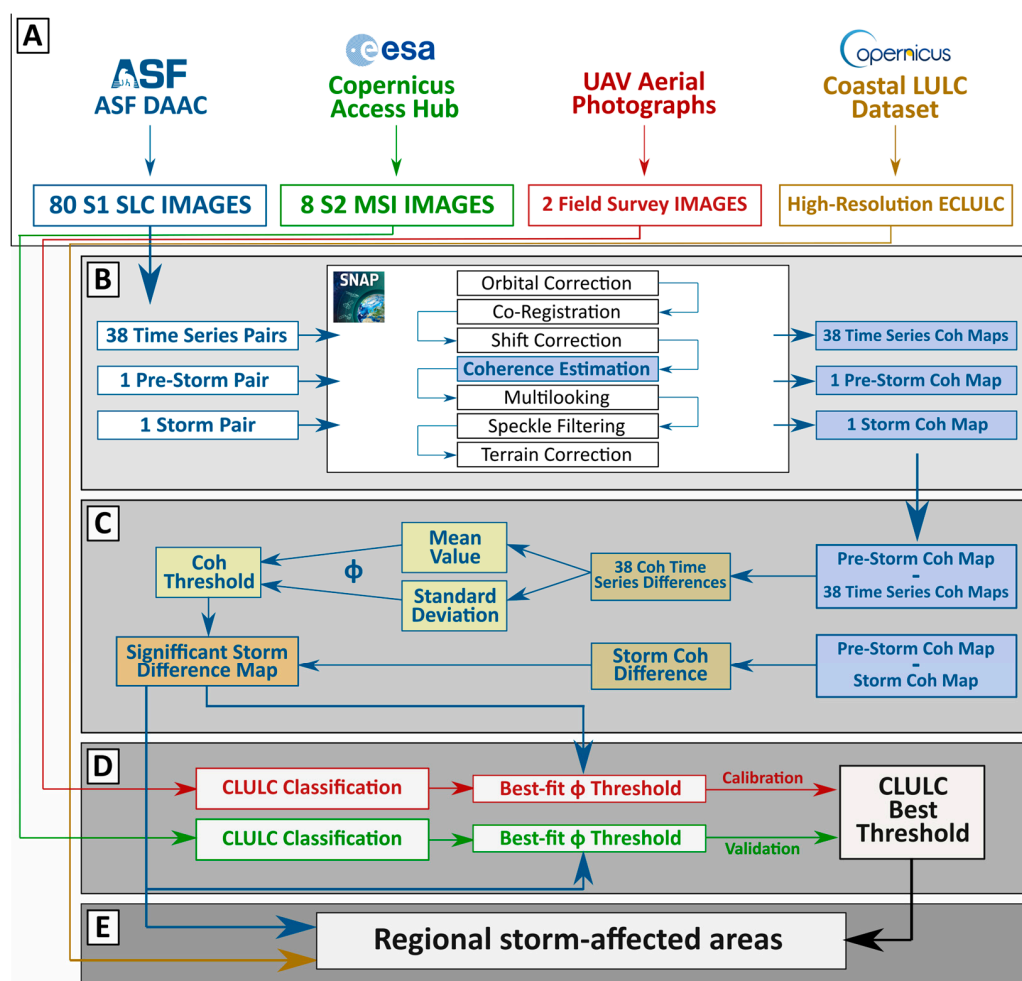 A
ASF
ASF DAAC
esa
Copernicus
Access Hub
UAV Aerial
Photographs
opernicus
Coastal LULC
Dataset
80 S1 SLC IMAGES
8 S2 MSI IMAGES
2 Field Survey IMAGES
High-Resolution ECLULC
B
SNAP
Orbital Correction
Co-Registration
Shift Correction
Coherence Estimation
Multilooking
Speckle Filtering
Terrain Correction
38 Time Series Pairs
1 Pre-Storm Pair
1 Storm Pair
38 Time Series Coh Maps
1 Pre-Storm Coh Map
1 Storm Coh Map
C
Coh
Threshold
ϕ
Mean
Value
Standard
Deviation
38 Coh Time
Series Differences
Pre-Storm Coh Map
-
38 Time Series Coh Maps
Signifficant Storm
Difference Map
Storm Coh
Difference
Pre-Storm Coh Map
-
Storm Coh Map
D
CLULC Classification
Best-fit ϕ Threshold
Calibration
CLULC Classification
Best-fit ϕ Threshold
Validation
CLULC
Best
Threshold
E
Regional storm-affected areas